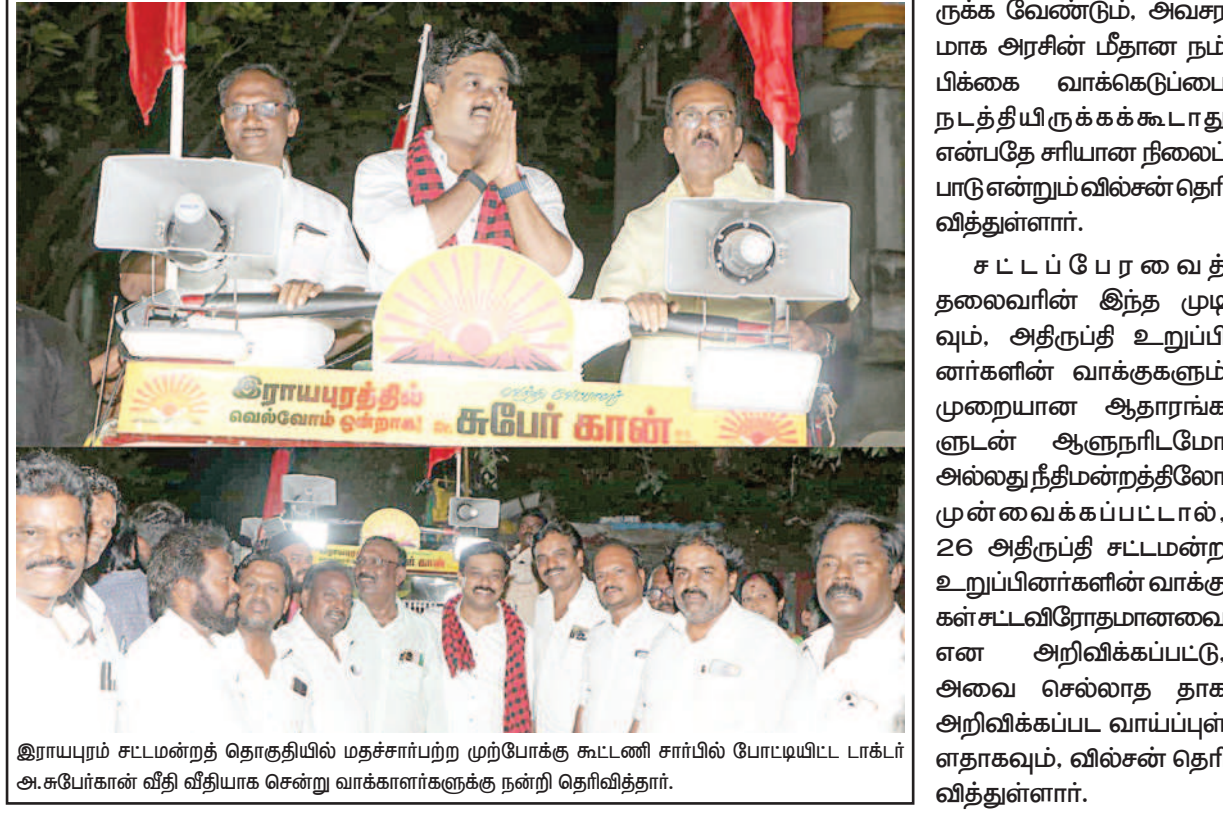 இராயபுரத்தில்
வெல்வோம் ஒன்றாக!
சுபேர் கான்
இராயபுரம் சட்டமன்றத் தொகுதியில் மதச்சார்பற்ற முற்போக்கு கூட்டணி சார்பில் போட்டியிட்ட டாக்டர்
அ.சுபேர்கான் வீதி வீதியாக சென்று வாக்காளர்களுக்கு நன்றி தெரிவித்தார்.
ருக்க வேண்டும், அவசர
மாக அரசின் மீதான நம்
பிக்கை வாக்கெடுப்பை
நடத்தியிருக்கக்கூடாது
என்பதே சரியான நிலைப்
பாடு என்றும் வில்சன் தெரி
வித்துள்ளார்.
சட்டப்பேரவைத்
தலைவரின் இந்த முடி
வும், அதிருப்தி உறுப்பி
னர்களின் வாக்குகளும்
முறையான ஆதாரங்க
ளுடன் ஆளுநரிடமோ
அல்லது நீதிமன்றத்திலோ
முன்வைக்கப்பட்டால்,
26 அதிருப்தி சட்டமன்ற
உறுப்பினர்களின் வாக்கு
கள் சட்டவிரோதமானவை
என அறிவிக்கப்பட்டு,
அவை செல்லாத தாக
அறிவிக்கப்பட வாய்ப்புள்
ளதாகவும், வில்சன் தெரி
வித்துள்ளார்.